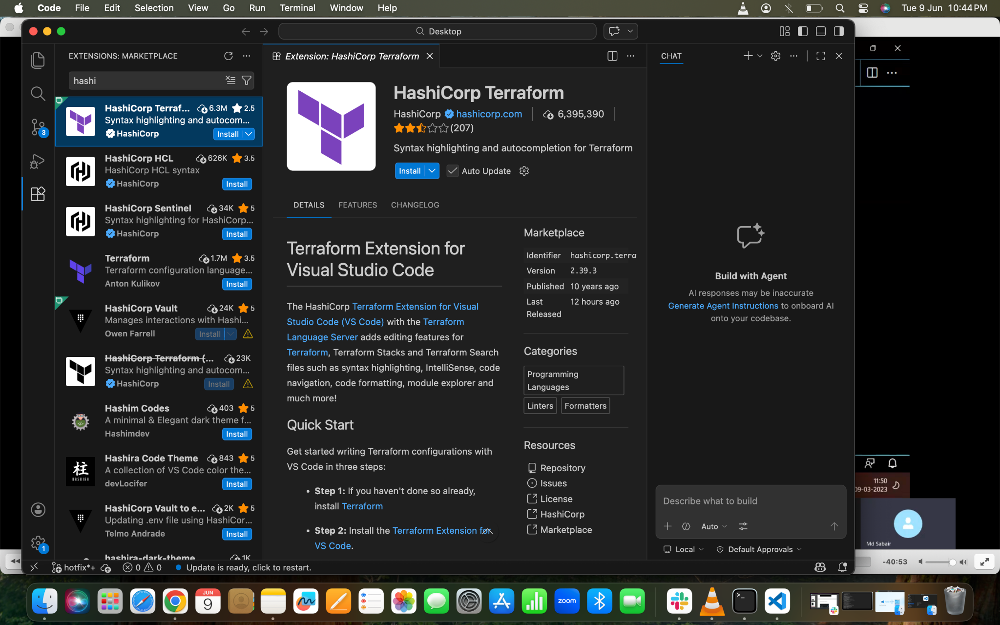 Code File Edit Selection View Go Run Terminal Window Help
Tue 9 Jun 10:44 PM
Desktop
EXTENSIONS: MARKETPLACE
hashi
HashiCorp Terraf... 6.3M 2.5
Syntax highlighting and autocom...
HashiCorp Install
HashiCorp HCL 626K 3.5
HashiCorp HCL syntax
HashiCorp Install
HashiCorp Sentinel 34K 5
Syntax highlighting for HashiCorp...
HashiCorp Install
Terraform 1.7M 3.5
Terraform configuration language...
Anton Kulikov Install
HashiCorp Vault 24K 5
Manages interactions with Hashi...
Owen Farrell Install
HashiCorp Terraform (... 23K
Syntax highlighting and autocom...
HashiCorp Install
Hashim Codes 403 5
A minimal & Elegant dark theme f...
Hashimdev Install
柱
HASHIRA
Hashira Code Theme 843 5
A collection of VS Code color the...
devLocifer Install
HashiCorp Vault to e... 2K 5
Updating .env file using HashiCor...
Telmo Andrade Install
hashira-dark-theme 1K
3
1
Extension: HashiCorp Terraform
HashiCorp Terraform
HashiCorp hashicorp.com 6,395,390
(207)
Syntax highlighting and autocompletion for Terraform
Install Auto Update
DETAILS FEATURES CHANGELOG
Terraform Extension for
Visual Studio Code
The HashiCorp Terraform Extension for Visual
Studio Code (VS Code) with the Terraform
Language Server adds editing features for
Terraform, Terraform Stacks and Terraform Search
files such as syntax highlighting, IntelliSense, code
navigation, code formatting, module explorer and
much more!
Quick Start
Get started writing Terraform configurations with
VS Code in three steps:
• Step 1: If you haven't done so already,
install Terraform
• Step 2: Install the Terraform Extension for
VS Code.
Marketplace
Identifier hashicorp.terra
Version 2.39.3
Published 10 years ago
Last 12 hours ago
Released
Categories
Programming
Languages
Linters Formatters
Resources
Repository
Issues
License
HashiCorp
Marketplace
CHAT
Build with Agent
AI responses may be inaccurate
Generate Agent Instructions to onboard AI
onto your codebase.
Describe what to build
Auto
Local Default Approvals
hotfix*+ 0 0 Update is ready, click to restart.
11:50
09-03-2023
Md Sabair
-40:53
JUN
9
zoom